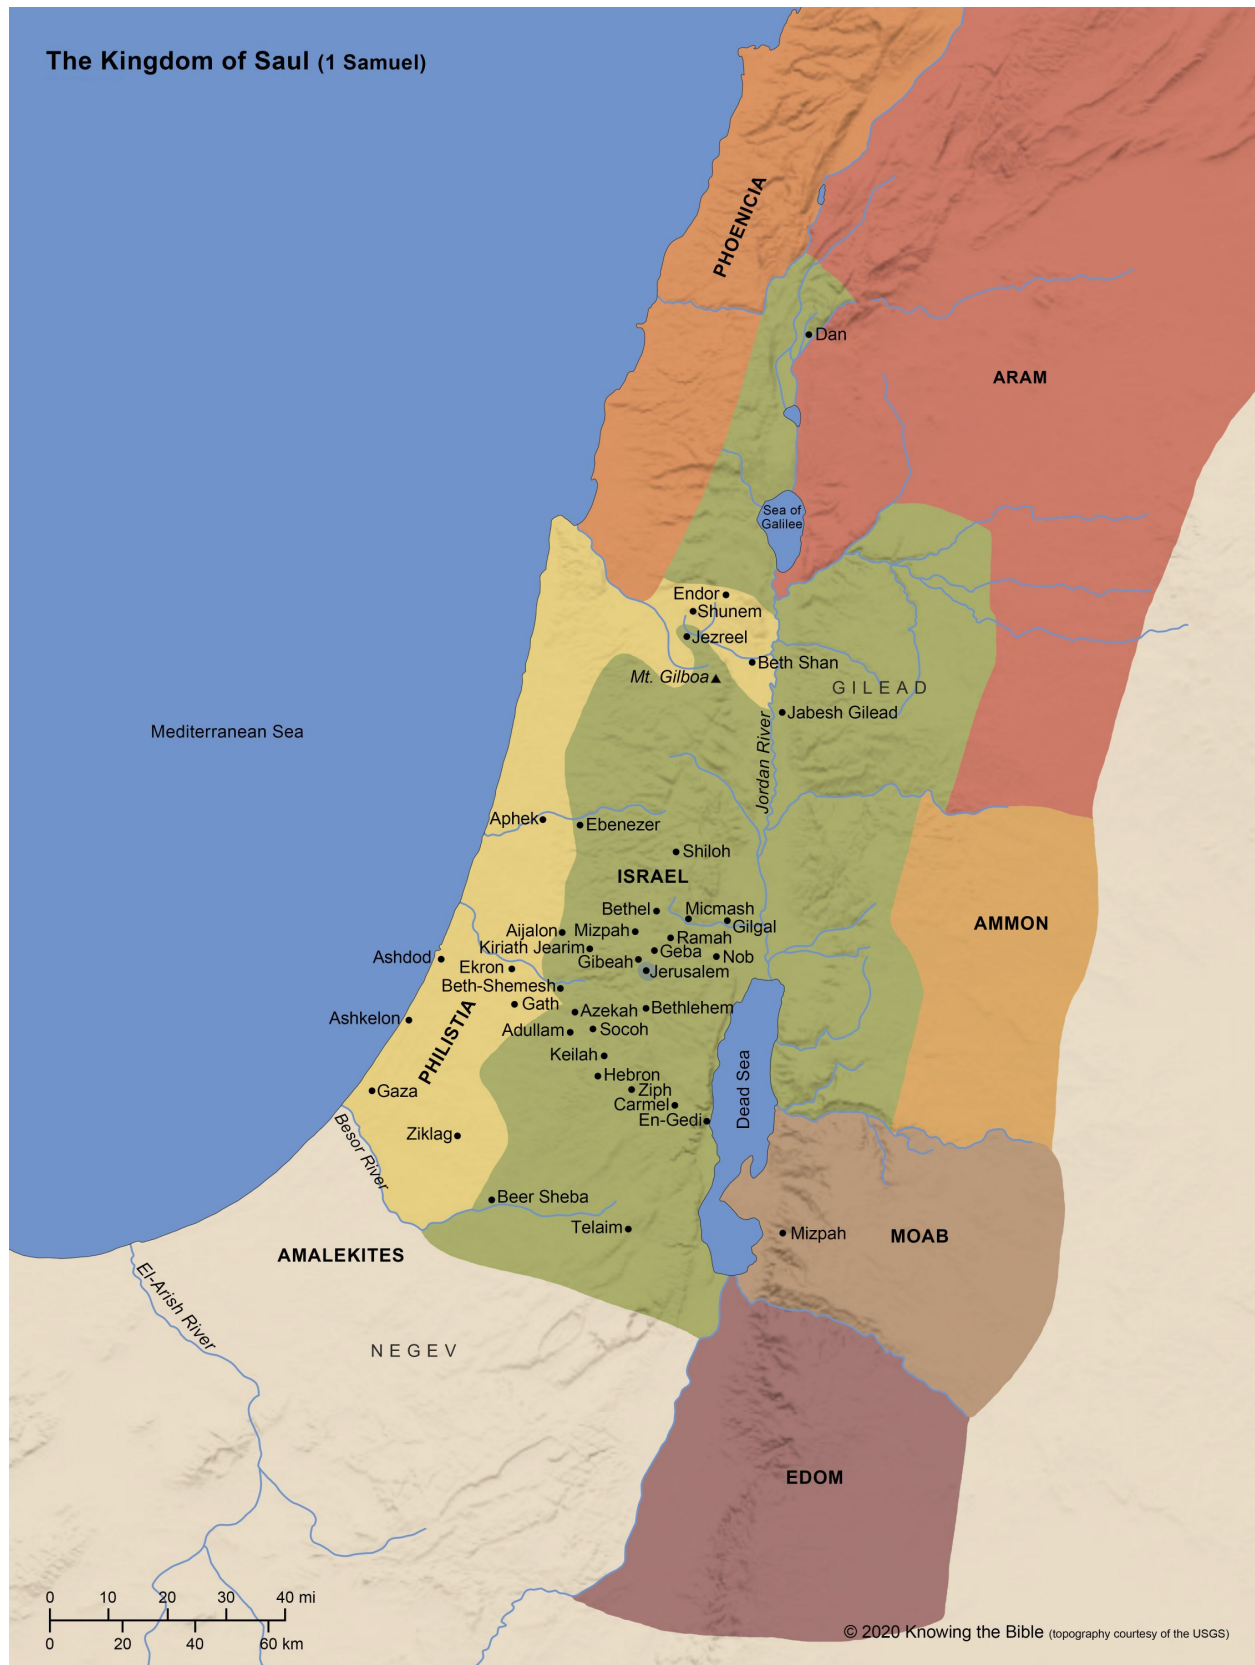 The Kingdom of Saul (1 Samuel)
PHOENICIA
Dan
ARAM
Sea of
Galilee
Endor
Shunem
Jezreel
Beth Shan
Mt. Gilboa
GILEAD
Jabesh Gilead
Mediterranean Sea
Jordan River
Aphek
Ebenezer
Shiloh
ISRAEL
Bethel
Micmash
Gilgal
AMMON
Aijalon
Mizpah
Ramah
Kiriath Jearim
Geba
Ashdod
Gibeah
Nob
Ekron
Jerusalem
Beth-Shemesh
Gath
Azekah
Bethlehem
Ashkelon
Adullam
Socoh
PHILISTIA
Keilah
Hebron
Dead Sea
Gaza
Ziph
Carmel
En-Gedi
Besor River
Ziklag
Beer Sheba
Telaim
Mizpah
MOAB
AMALEKITES
El-Arish River
NEGEV
EDOM
0 10 20 30 40 mi
0 20 40 60 km
© 2020 Knowing the Bible (topography courtesy of the USGS)